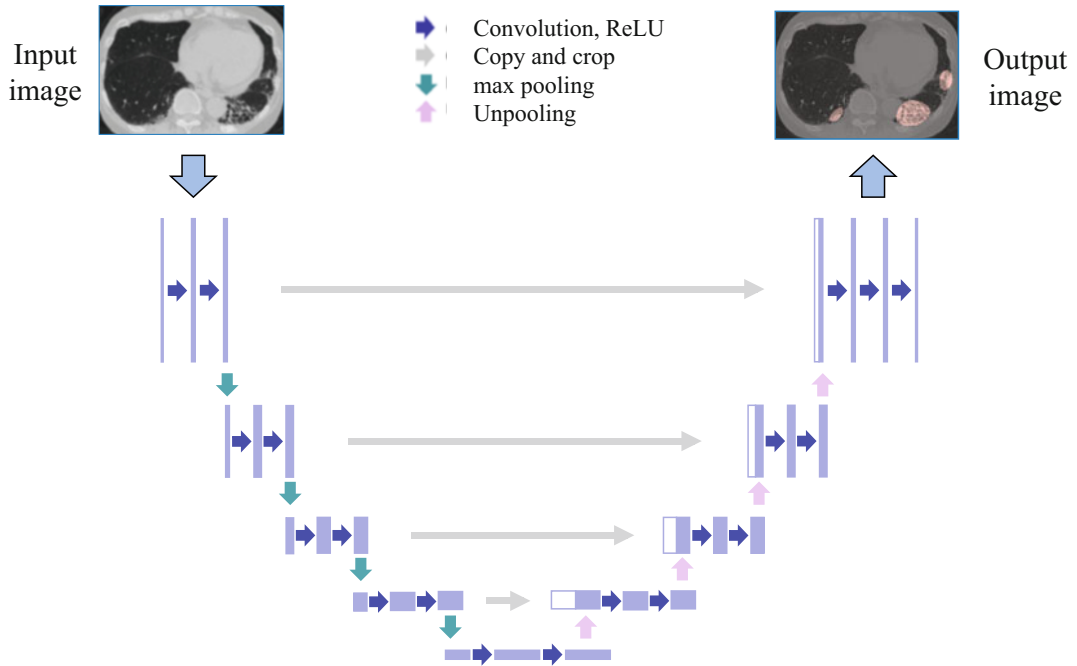 Input
image
Convolution, ReLU
Copy and crop
max pooling
Unpooling
Output
image